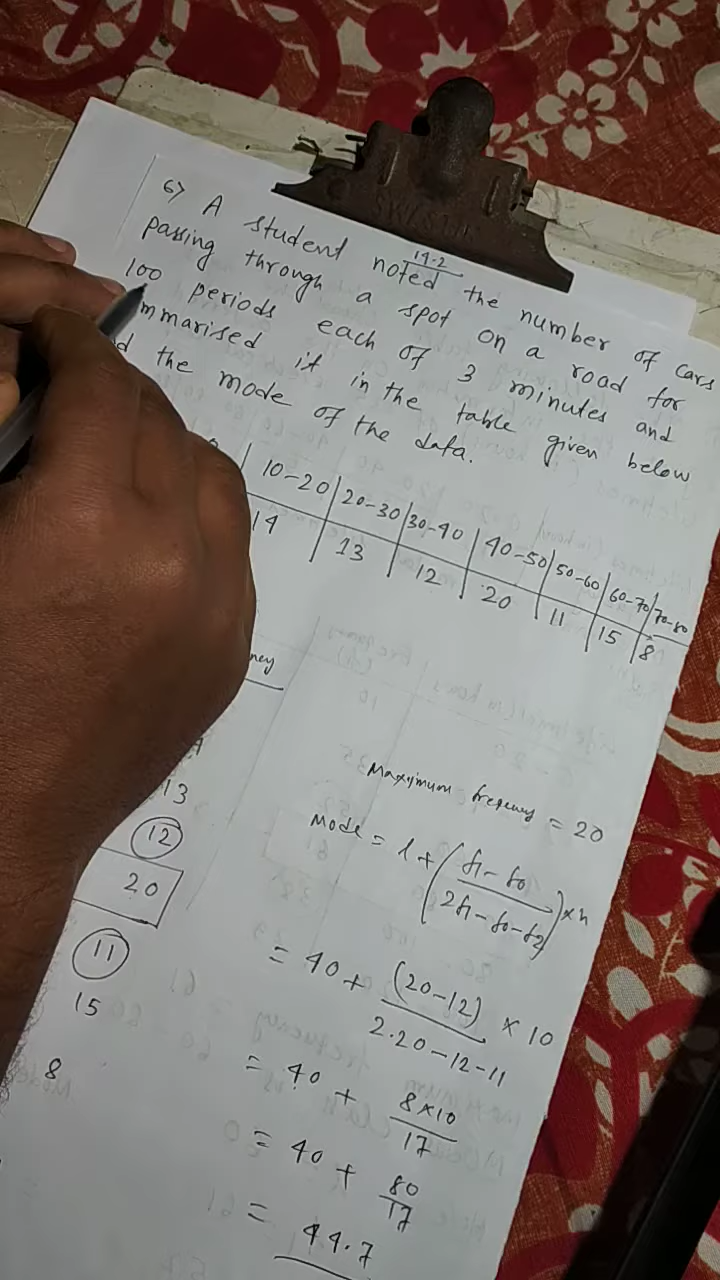 6> A student noted the number of cars
14.2
passing through a spot on a road for
100 periods each of 3 minutes and
mmarised it in the table given below
d the mode of the data.
10-20 20-30 30-40 40-50 50-60 60-70 70-80
14 13 12 20 11 15 8
ney
13
12
20
11
15
8
Maxyimum frequency = 20
Mode = l + (f1 - f0 / 2f1 - f0 - f2) × h
= 40 + (20-12) / 2.20-12-11 × 10
= 40 + 8×10 / 17
= 40 + 80 / 17
= 44.7